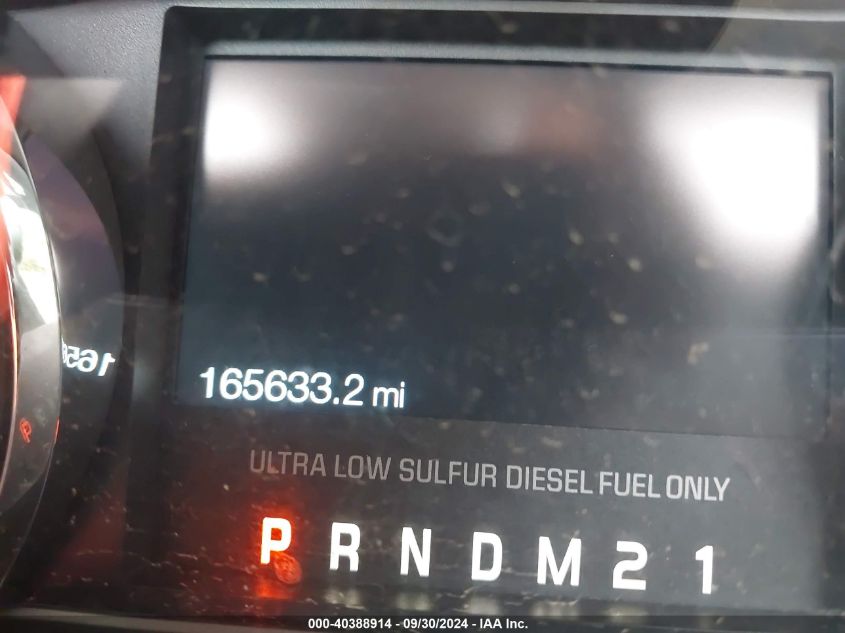 165633.2 mi
ULTRA LOW SULFUR DIESEL FUEL ONLY
P R N D M 2 1
000-40388914 - 09/30/2024 - IAA Inc.